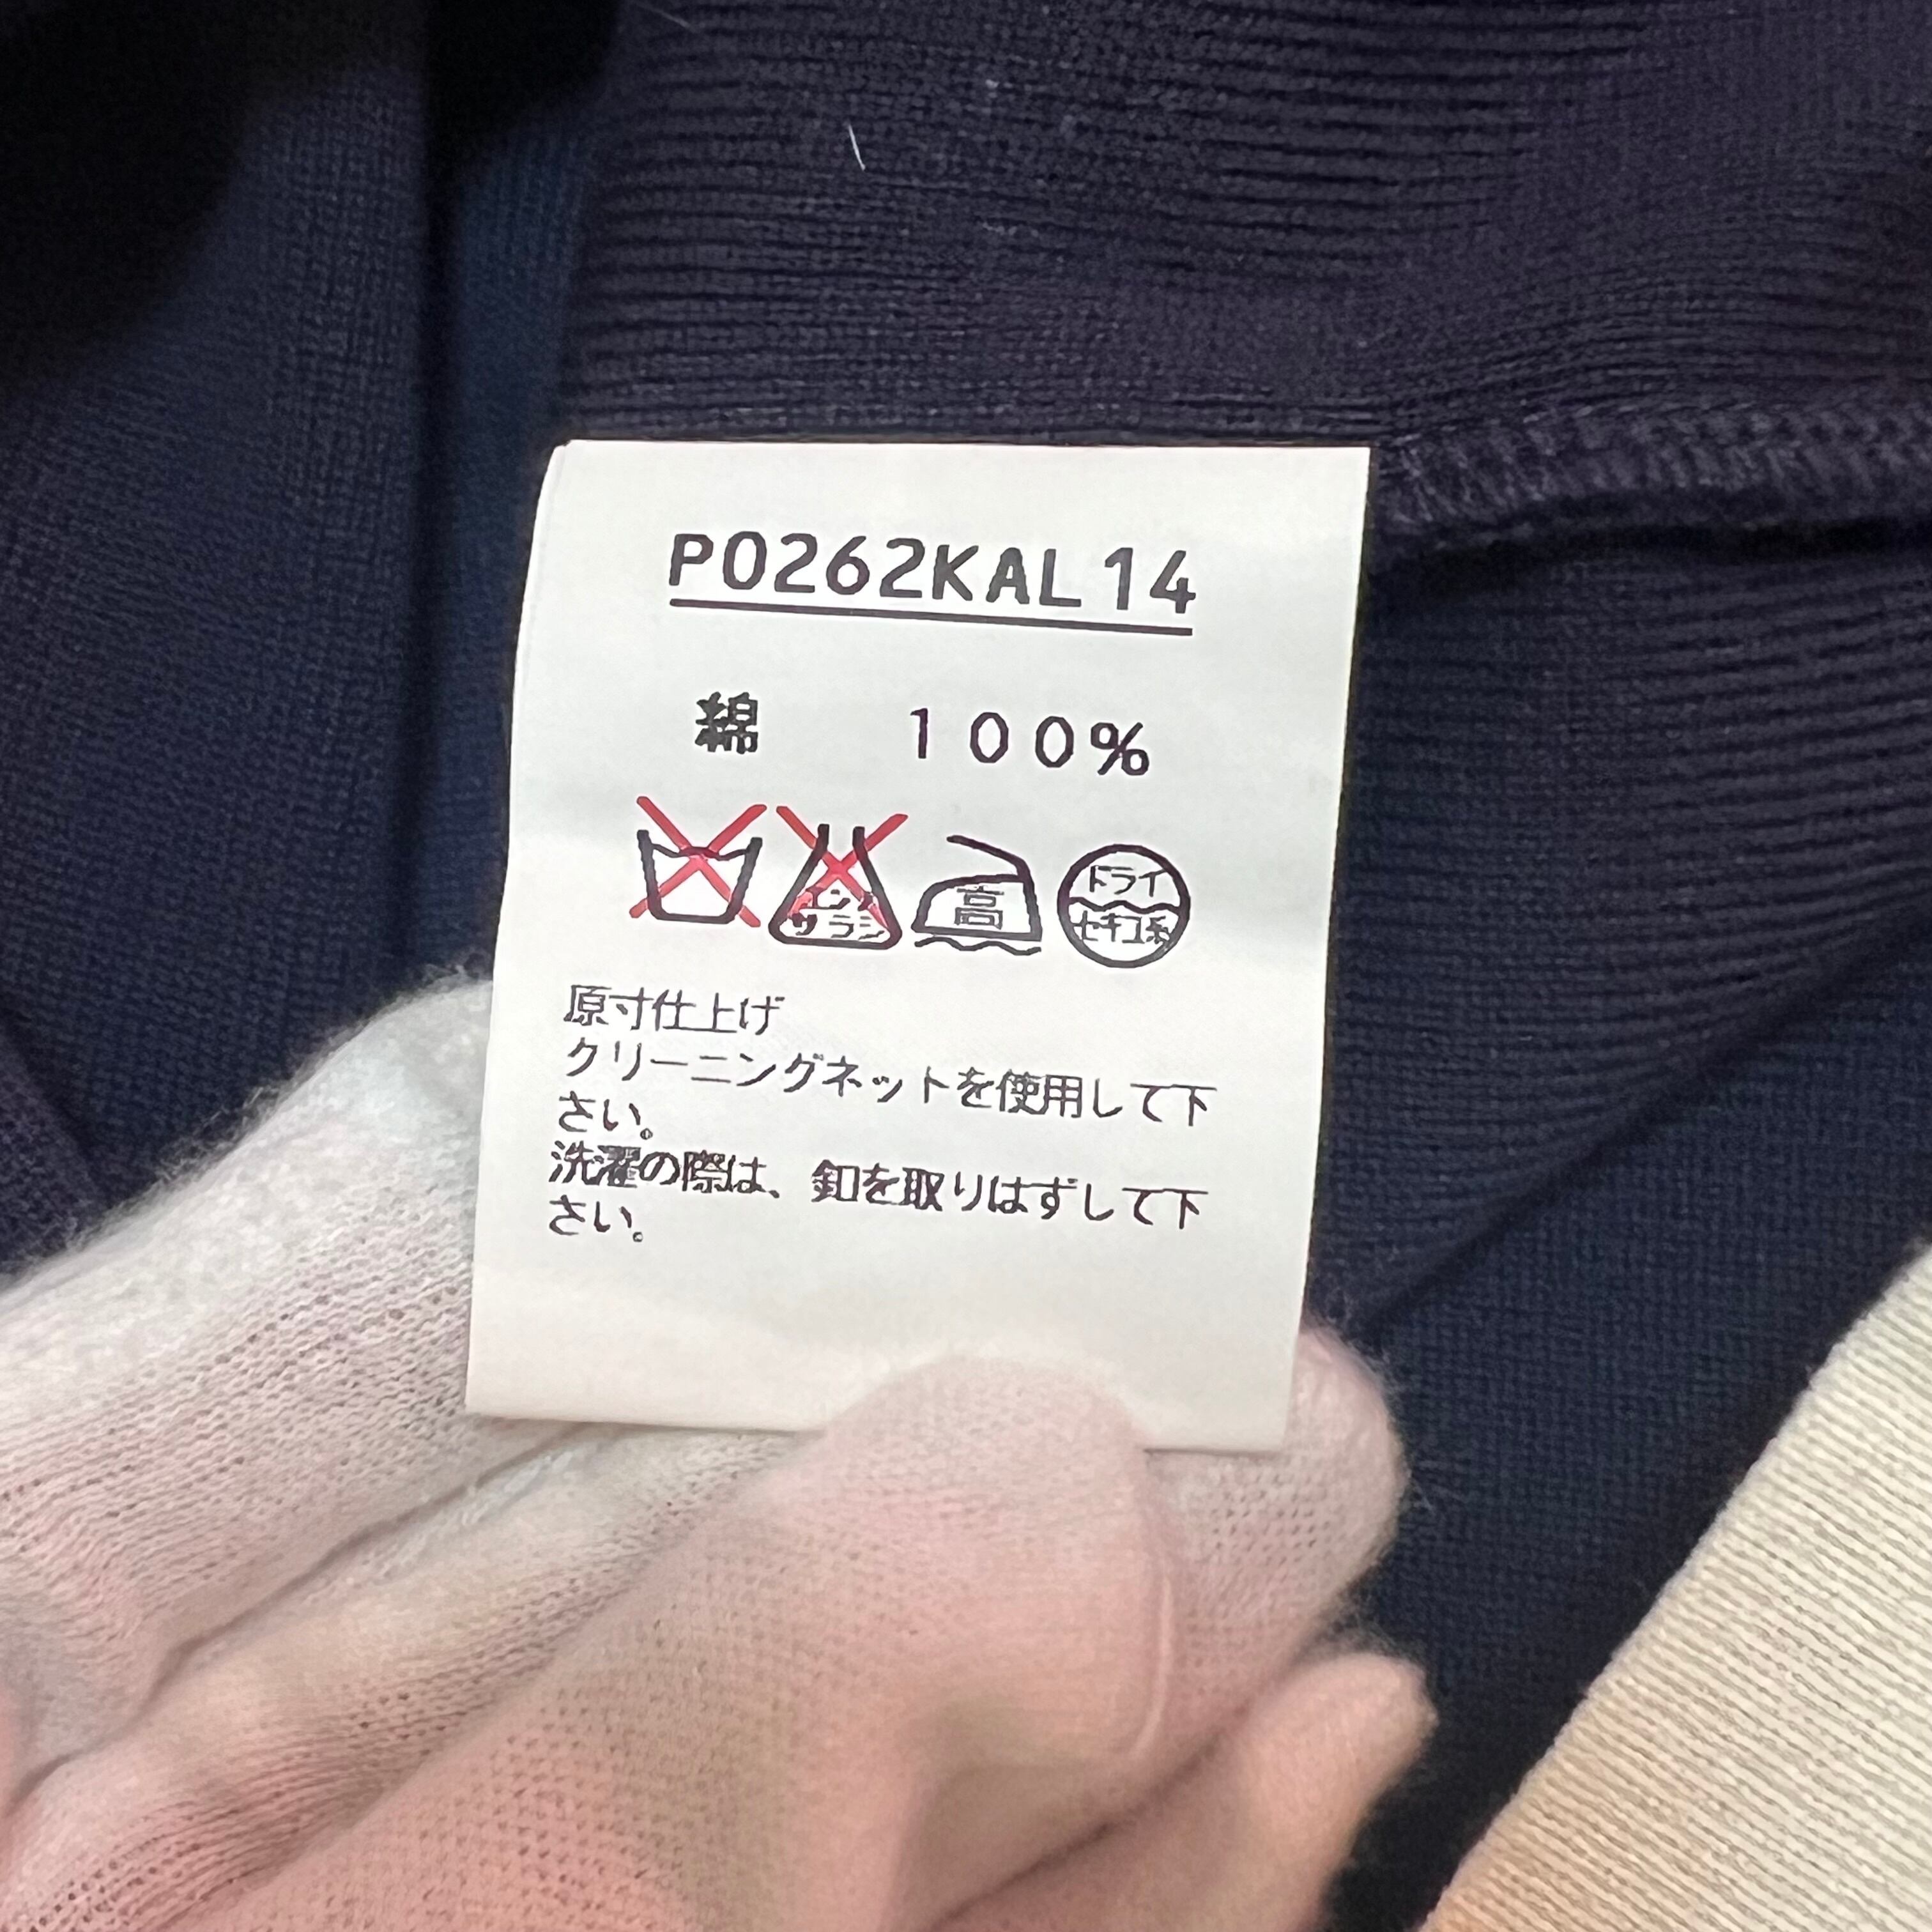 P0262KAL14
綿 100%
エンソ
サラシ
高
ドライ
セキユ系
原寸仕上げ
クリーニングネットを使用して下
さい。
洗濯の際は、釦を取りはずして下
さい。